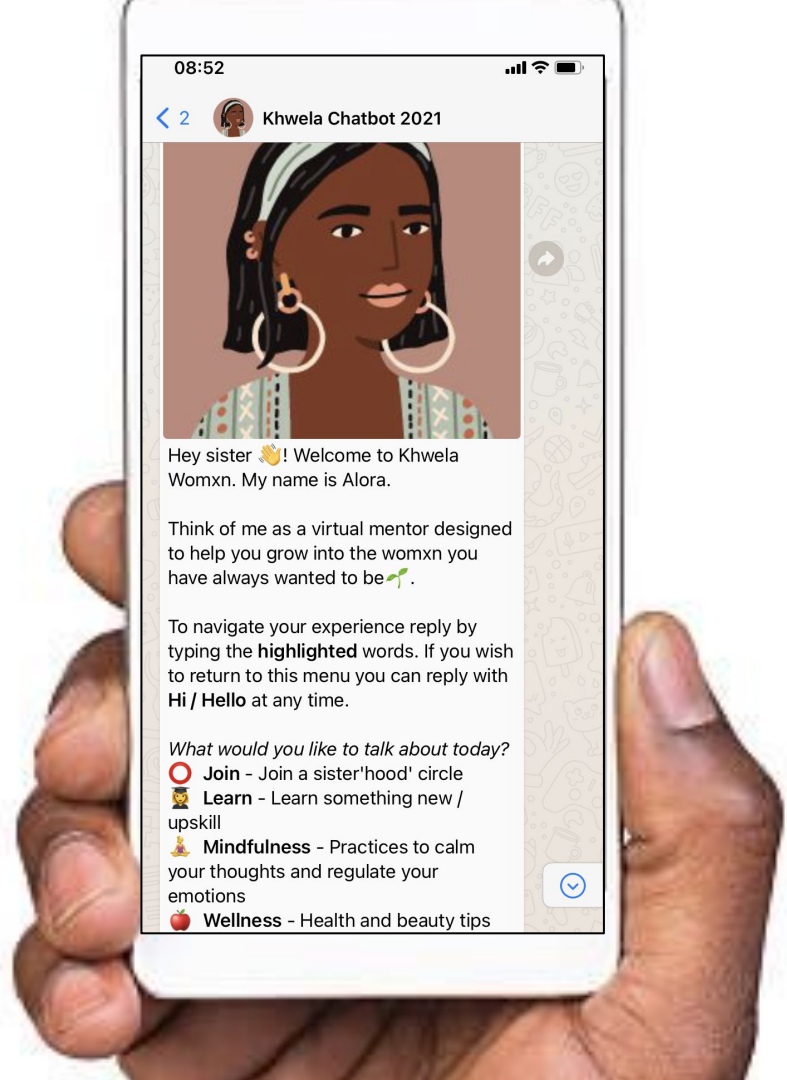 08:52
2 Khwela Chatbot 2021
Hey sister 👋! Welcome to Khwela
Womxn. My name is Alora.
Think of me as a virtual mentor designed
to help you grow into the womxn you
have always wanted to be🌱.
To navigate your experience reply by
typing the highlighted words. If you wish
to return to this menu you can reply with
Hi / Hello at any time.
What would you like to talk about today?
⭕ Join - Join a sister'hood' circle
👩‍🎓 Learn - Learn something new /
upskill
🧘‍♀️ Mindfulness - Practices to calm
your thoughts and regulate your
emotions
🍎 Wellness - Health and beauty tips